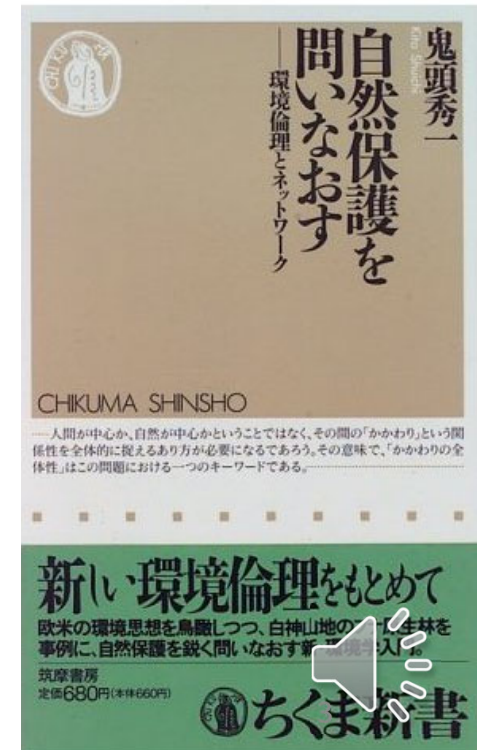 CHIKUMA
鬼頭秀一
Kito Shuichi
自然保護を
問いなおす
――環境倫理とネットワーク
CHIKUMA SHINSHO
――人間が中心か、自然が中心かということではなく、その間の「かかわり」という関
係性を全体的に捉えるあり方が必要になるであろう。その意味で、「かかわりの全
体性」はこの問題における一つのキーワードである。
新しい環境倫理をもとめて
欧米の環境思想を鳥瞰しつつ、白神山地の
原生林を
事例に、自然保護を鋭く問いなおす新
入門。
筑摩書房
定価680円(本体660円)
ちくま新書